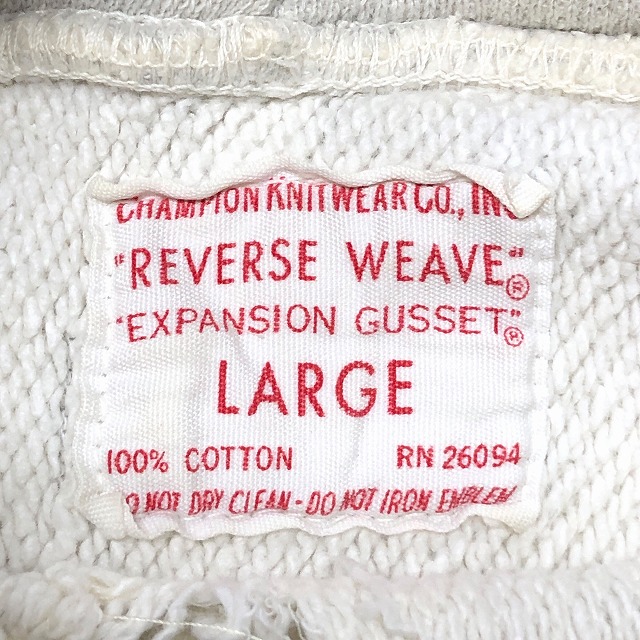 CHAMPION KNITWEAR CO., INC
"REVERSE WEAVE"®
"EXPANSION GUSSET"®
LARGE
100% COTTON RN 26094
DO NOT DRY CLEAN - DO NOT IRON EMBLEM